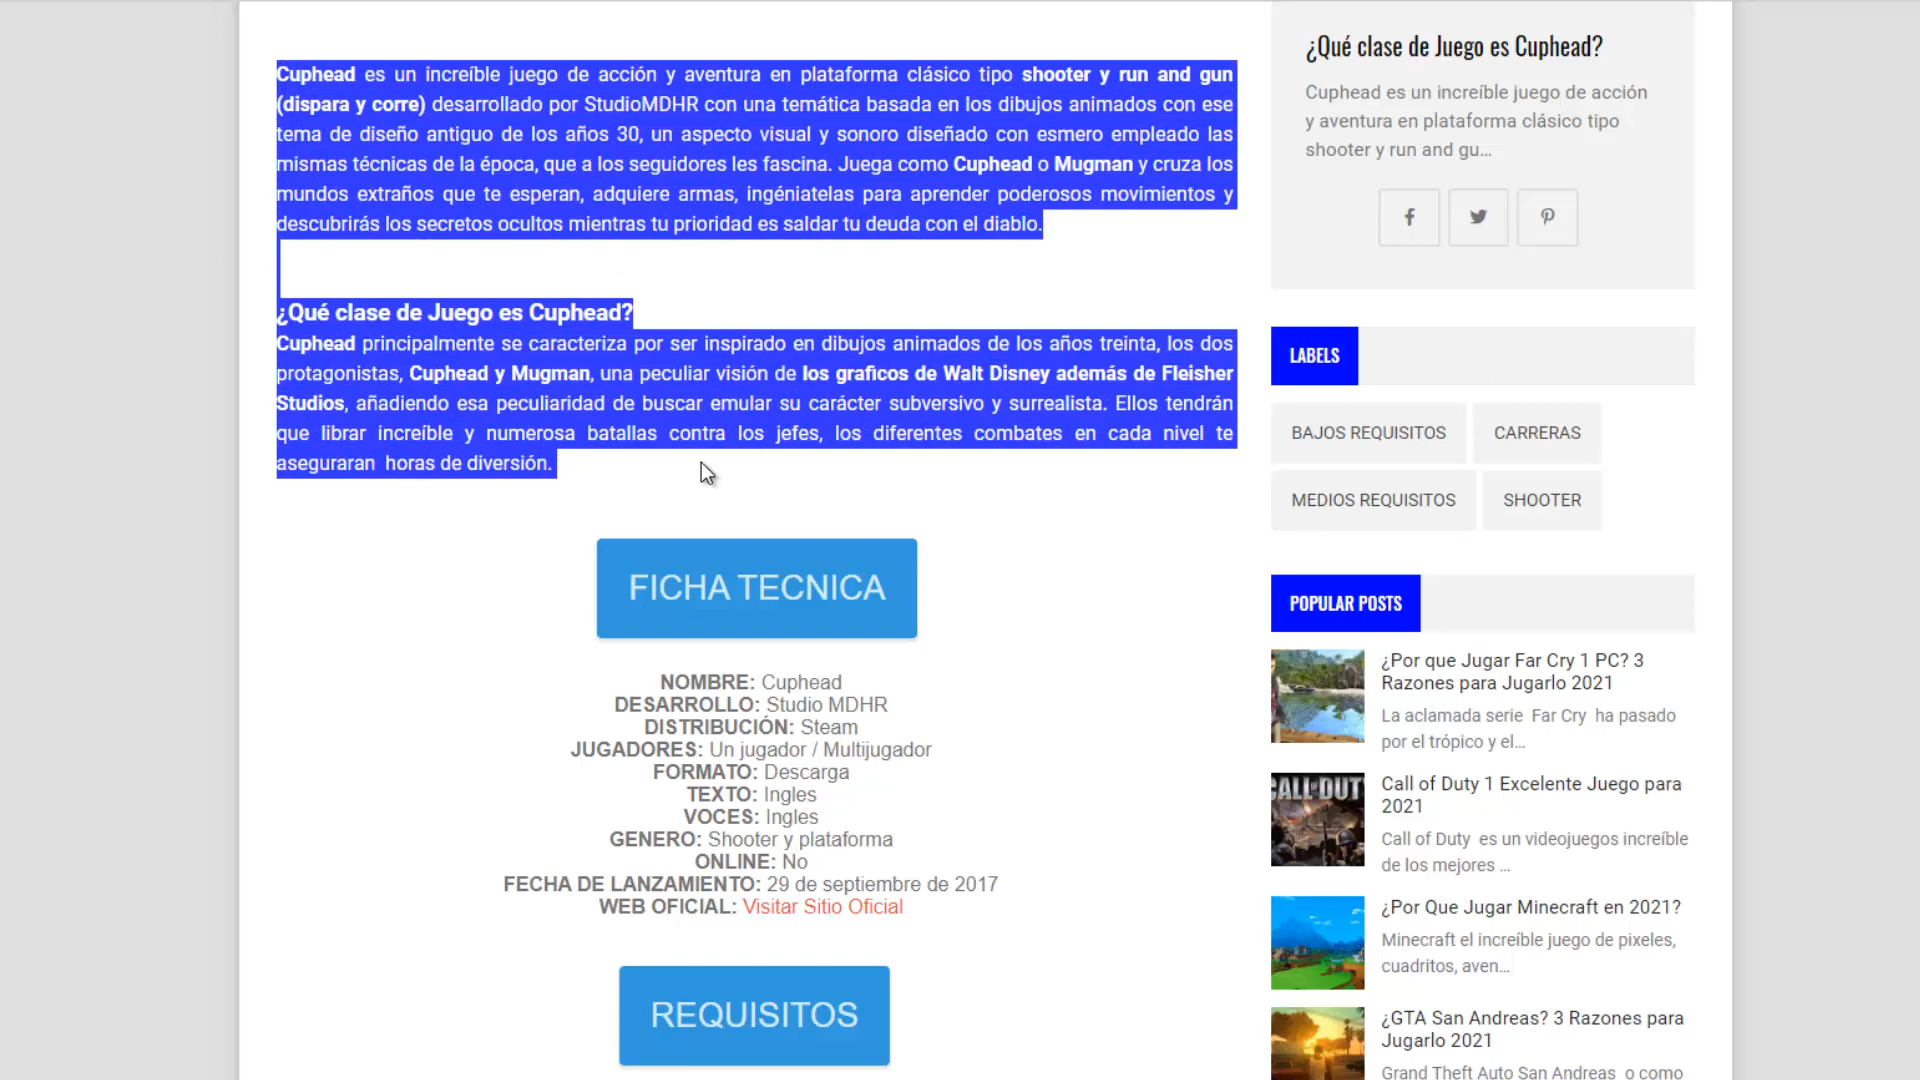 Cuphead es un increíble juego de acción y aventura en plataforma clásico tipo shooter y run and gun
(dispara y corre) desarrollado por StudioMDHR con una temática basada en los dibujos animados con ese
tema de diseño antiguo de los años 30, un aspecto visual y sonoro diseñado con esmero empleado las
mismas técnicas de la época, que a los seguidores les fascina. Juega como Cuphead o Mugman y cruza los
mundos extraños que te esperan, adquiere armas, ingéniatelas para aprender poderosos movimientos y
descubrirás los secretos ocultos mientras tu prioridad es saldar tu deuda con el diablo.
¿Qué clase de Juego es Cuphead?
Cuphead principalmente se caracteriza por ser inspirado en dibujos animados de los años treinta, los dos
protagonistas, Cuphead y Mugman, una peculiar visión de los graficos de Walt Disney además de Fleisher
Studios, añadiendo esa peculiaridad de buscar emular su carácter subversivo y surrealista. Ellos tendrán
que librar increíble y numerosa batallas contra los jefes, los diferentes combates en cada nivel te
aseguraran horas de diversión.
FICHA TECNICA
NOMBRE: Cuphead
DESARROLLO: Studio MDHR
DISTRIBUCIÓN: Steam
JUGADORES: Un jugador / Multijugador
FORMATO: Descarga
TEXTO: Ingles
VOCES: Ingles
GENERO: Shooter y plataforma
ONLINE: No
FECHA DE LANZAMIENTO: 29 de septiembre de 2017
WEB OFICIAL: Visitar Sitio Oficial
REQUISITOS
¿Qué clase de Juego es Cuphead?
Cuphead es un increíble juego de acción
y aventura en plataforma clásico tipo
shooter y run and gu...
LABELS
BAJOS REQUISITOS
CARRERAS
MEDIOS REQUISITOS
SHOOTER
POPULAR POSTS
¿Por que Jugar Far Cry 1 PC? 3
Razones para Jugarlo 2021
La aclamada serie Far Cry ha pasado
por el trópico y el...
CALL OF DUTY
Call of Duty 1 Excelente Juego para
2021
Call of Duty es un videojuegos increíble
de los mejores ...
¿Por Que Jugar Minecraft en 2021?
Minecraft el increíble juego de pixeles,
cuadritos, aven...
¿GTA San Andreas? 3 Razones para
Jugarlo 2021
Grand Theft Auto San Andreas o como